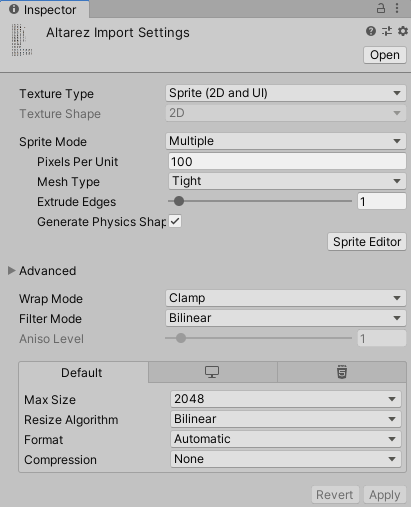 Inspector
Altarez Import Settings
Open
Texture Type Sprite (2D and UI)
Texture Shape 2D
Sprite Mode Multiple
Pixels Per Unit 100
Mesh Type Tight
Extrude Edges 1
Generate Physics Shap
Sprite Editor
Advanced
Wrap Mode Clamp
Filter Mode Bilinear
Aniso Level 1
Default
Max Size 2048
Resize Algorithm Bilinear
Format Automatic
Compression None
Revert Apply